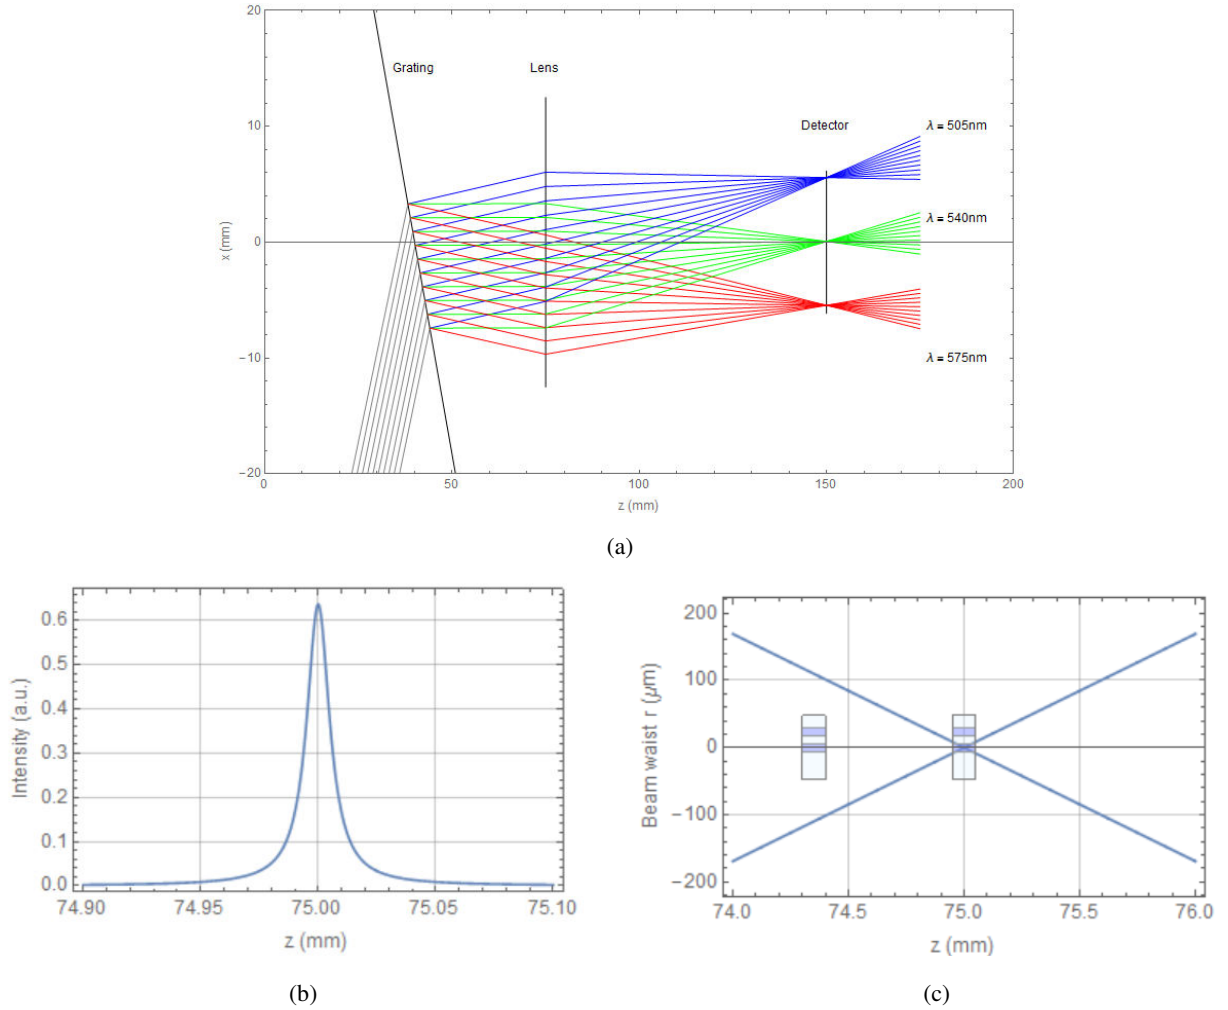 20
10
0
−10
−20
x (mm)
Grating
Lens
Detector
λ = 505nm
λ = 540nm
λ = 575nm
0
50
100
150
200
z (mm)
(a)
0.6
0.5
0.4
0.3
0.2
0.1
0.0
Intensity (a.u.)
74.90
74.95
75.00
75.05
75.10
z (mm)
(b)
200
100
0
−100
−200
Beam waist r (μm)
74.0
74.5
75.0
75.5
76.0
z (mm)
(c)